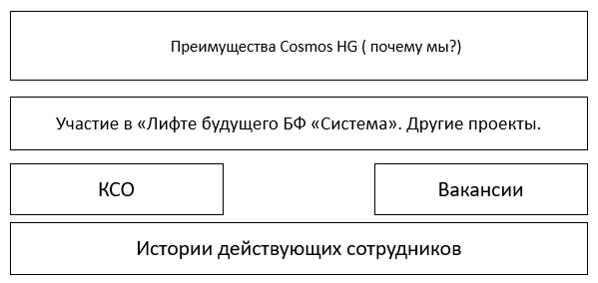 Преимущества Cosmos HG ( почему мы?)
Участие в «Лифте будущего БФ «Система». Другие проекты.
КСО
Вакансии
Истории действующих сотрудников